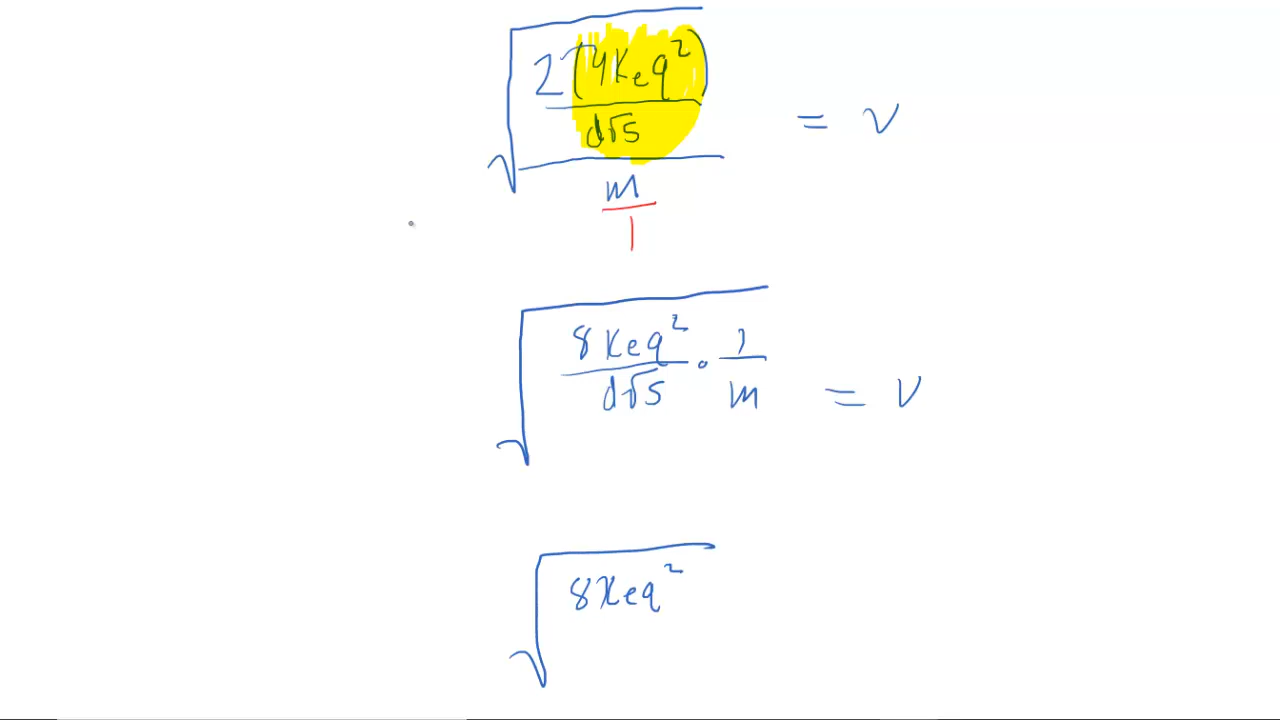 √(2(4Keq²)/(d√5)/(m/1)) = v
√(8Keq²/(d√5) · 1/m) = v
√(8Keq²